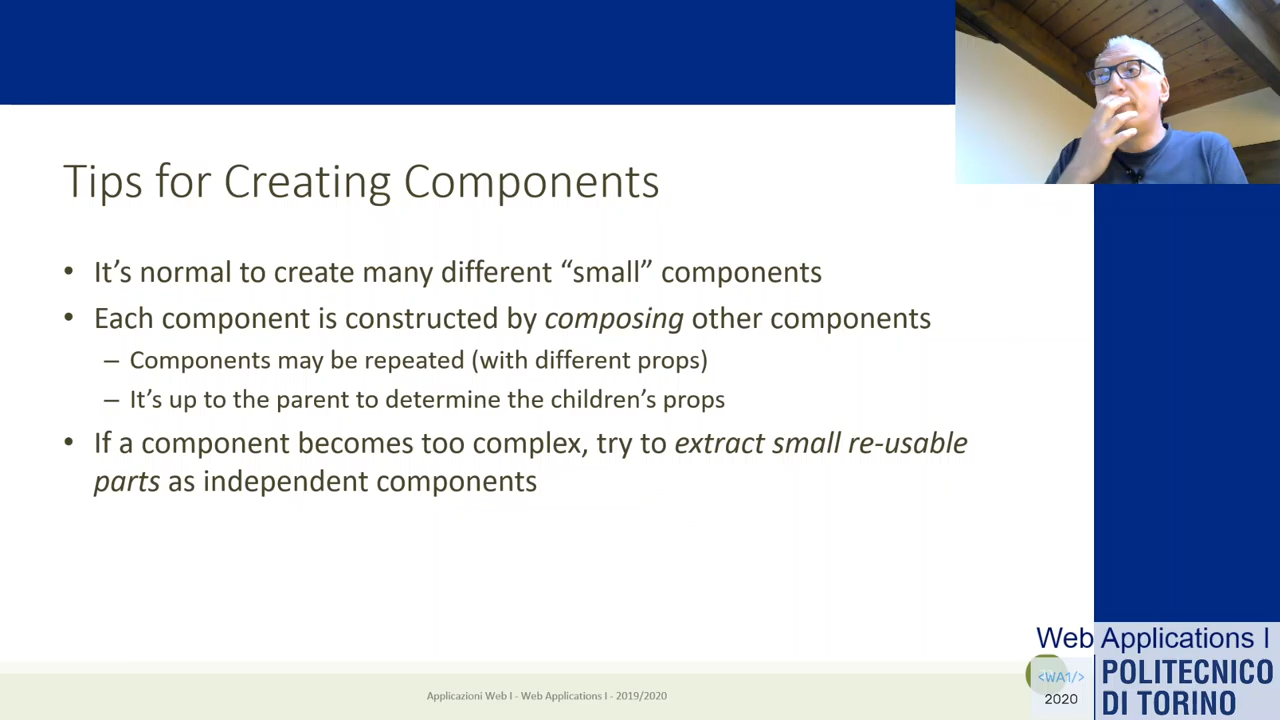 Tips for Creating Components
• It’s normal to create many different “small” components
• Each component is constructed by composing other components
– Components may be repeated (with different props)
– It’s up to the parent to determine the children’s props
• If a component becomes too complex, try to extract small re-usable
parts as independent components
Applicazioni Web I - Web Applications I - 2019/2020
Web Applications I
<WA1/>
2020
POLITECNICO
DI TORINO